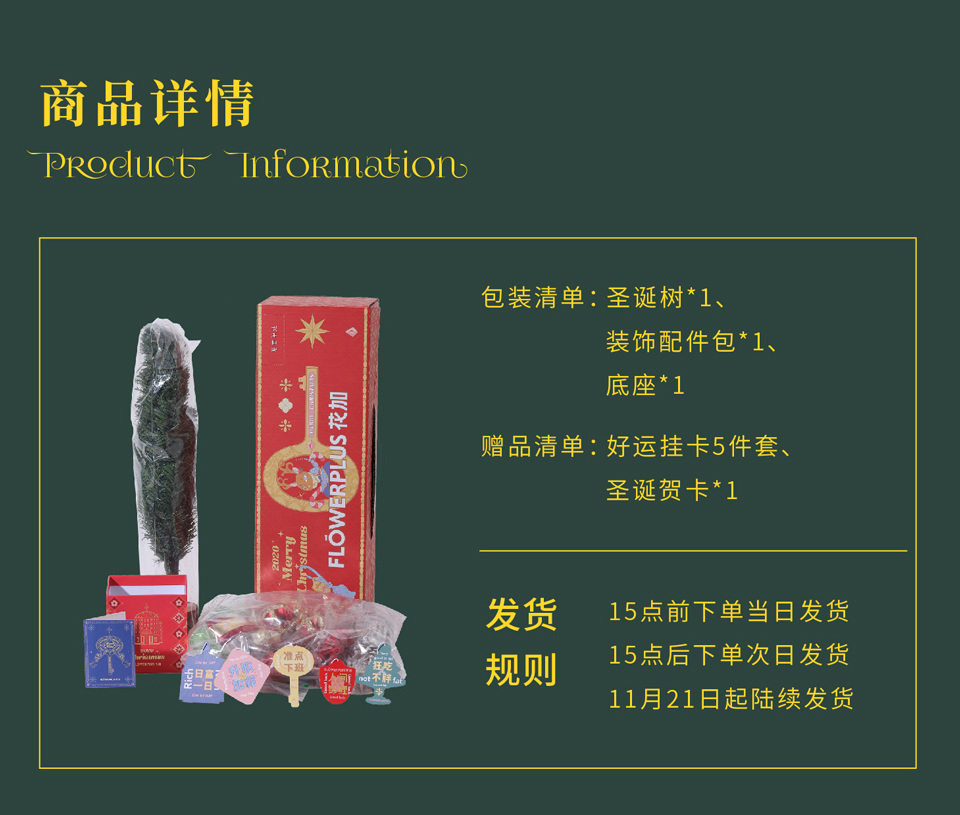 商品详情
Product Information
包装清单：圣诞树*1、
装饰配件包*1、
底座*1
赠品清单：好运挂卡5件套、
圣诞贺卡*1
发货
规则
15点前下单当日发货
15点后下单次日发货
11月21日起陆续发货
FLOWERPLUS 花加
2020
Merry
Christmas
Rich
日富
一日
准点
下班
狂吃
not 不胖 fat